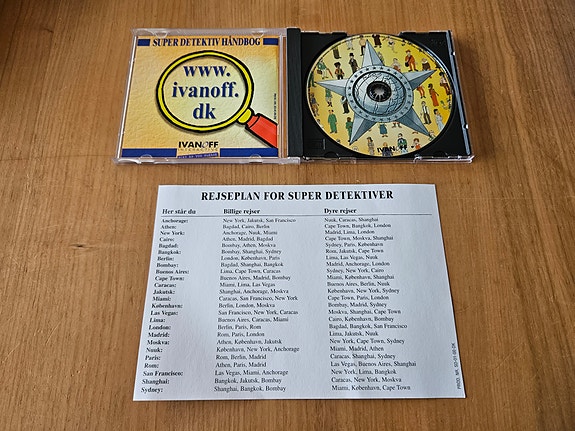 SUPER DETEKTIV HÅNDBOG
www.
ivanoff.
dk
IVANOFF
INTERACTIVE
IVANOFF
REJSEPLAN FOR SUPER DETEKTIVER
Her står du Billige rejser Dyre rejser
Anchorage: New York, Jakutsk, San Francisco Nuuk, Caracas, Shanghai
Athen: Bagdad, Cairo, Berlin Cape Town, Bangkok, London
New York: Anchorage, Nuuk, Miami Madrid, Lima, London
Cairo: Athen, Madrid, Bagdad Cape Town, Moskva, Shanghai
Bagdad: Bombay, Athen, Moskva Sydney, Paris, København
Bangkok: Bombay, Shanghai, Sydney Rom, Jakutsk, Cape Town
Berlin: London, København, Paris Lima, Las Vegas, Nuuk
Bombay: Bagdad, Shanghai, Bangkok Madrid, Anchorage, London
Buenos Aires: Lima, Cape Town, Caracas Sydney, New York, Cairo
Cape Town: Buenos Aires, Madrid, Bombay Miami, København, Shanghai
Caracas: Miami, Lima, Las Vegas Buenos Aires, Berlin, Nuuk
Jakutsk: Shanghai, Anchorage, Moskva København, New York, Sydney
Miami: Caracas, San Francisco, New York Cape Town, Paris, London
København: Berlin, London, Moskva Bombay, Madrid, Sydney
Las Vegas: San Francisco, New York, Caracas Moskva, Shanghai, Cape Town
Lima: Buenos Aires, Caracas, Miami Cairo, København, Bombay
London: Berlin, Paris, Rom Bagdad, Bangkok, San Francisco
Madrid: Rom, Paris, Cairo Lima, Jakutsk, Nuuk
Moskva: Athen, København, Jakutsk New York, Cape Town, Sydney
Nuuk: København, New York, Anchorage Miami, Madrid, Athen
Paris: Rom, Berlin, Madrid Caracas, Shanghai, Sydney
Rom: Athen, Paris, Madrid Las Vegas, Buenos Aires, Shanghai
San Francisco: Las Vegas, Miami, Anchorage New York, Lima, Bangkok
Shanghai: Bangkok, Jakutsk, Bombay Caracas, New York, Moskva
Sydney: Shanghai, Bangkok, Bombay Miami, København, Cape Town